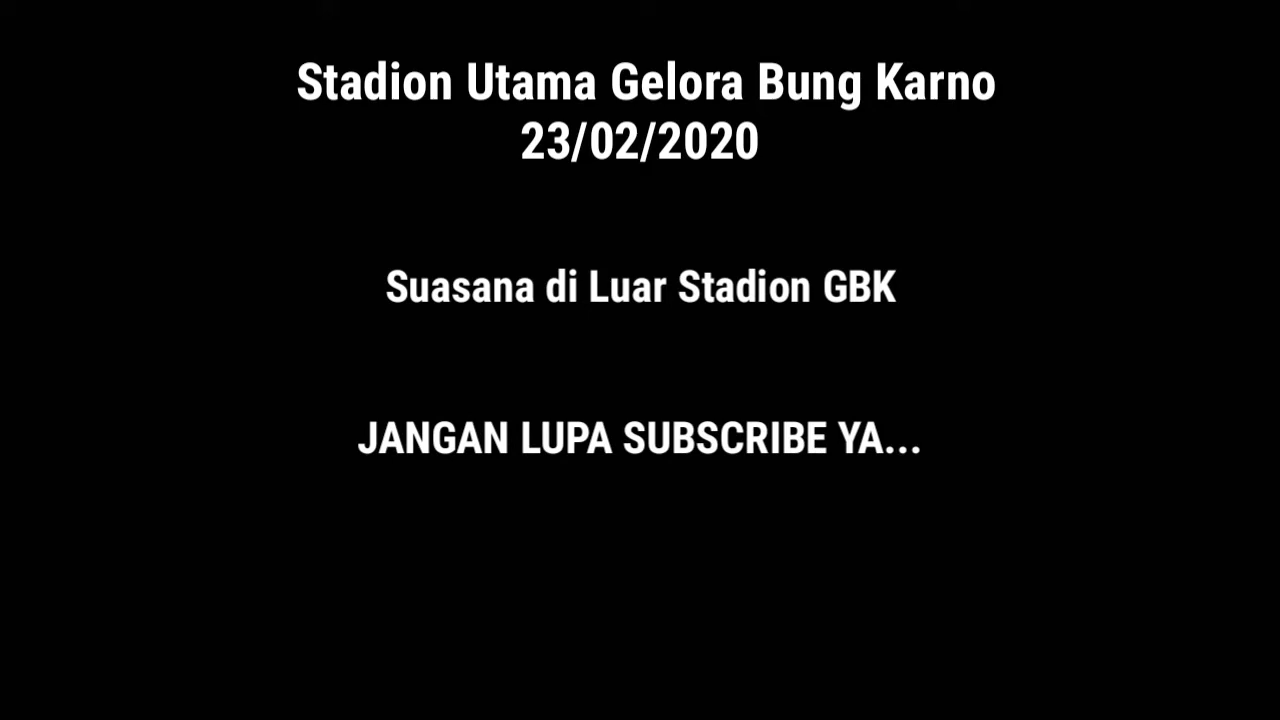 Stadion Utama Gelora Bung Karno
23/02/2020
Suasana di Luar Stadion GBK
JANGAN LUPA SUBSCRIBE YA...